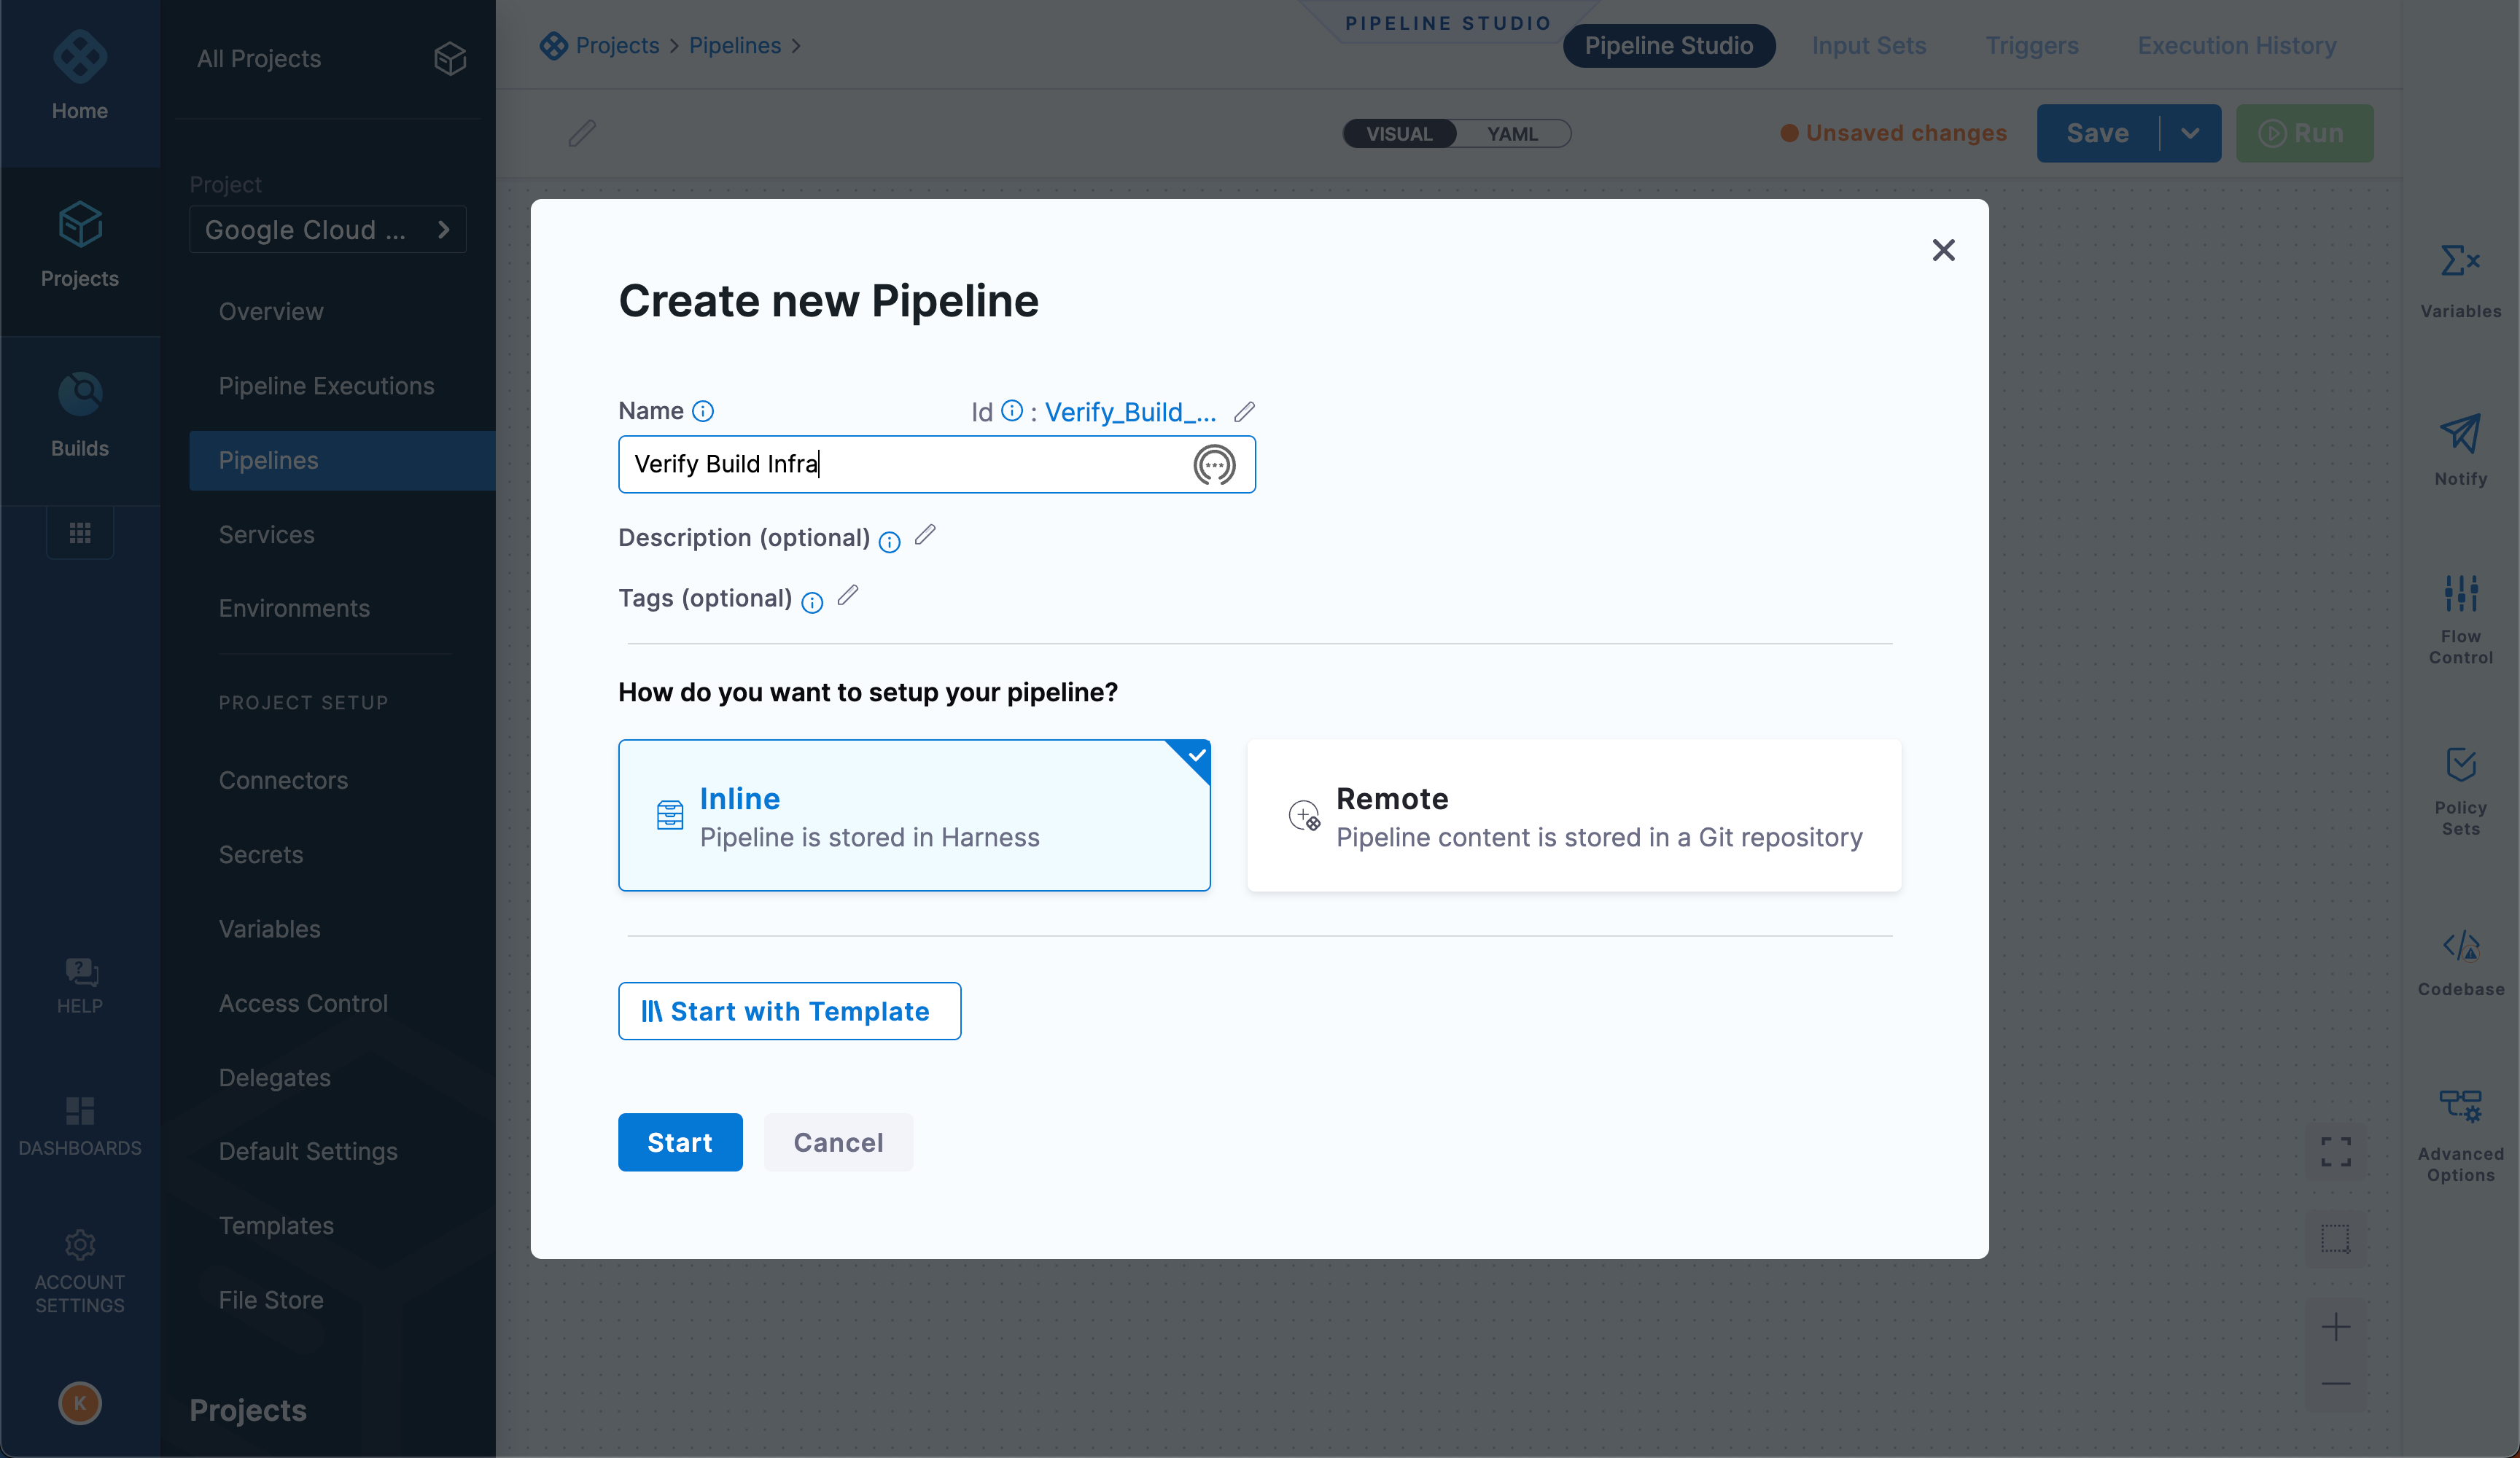 Home
Projects
Builds
HELP
DASHBOARDS
ACCOUNT
SETTINGS
K
All Projects
Project
Google Cloud ...
Overview
Pipeline Executions
Pipelines
Services
Environments
PROJECT SETUP
Connectors
Secrets
Variables
Access Control
Delegates
Default Settings
Templates
File Store
Projects
Projects > Pipelines >
PIPELINE STUDIO
Pipeline Studio
Input Sets
Triggers
Execution History
VISUAL
YAML
Unsaved changes
Save
Run
Create new Pipeline
Name
Id : Verify_Build_...
Verify Build Infra
Description (optional)
Tags (optional)
How do you want to setup your pipeline?
Inline
Pipeline is stored in Harness
Remote
Pipeline content is stored in a Git repository
Start with Template
Start
Cancel
Variables
Notify
Flow
Control
Policy
Sets
Codebase
Advanced
Options